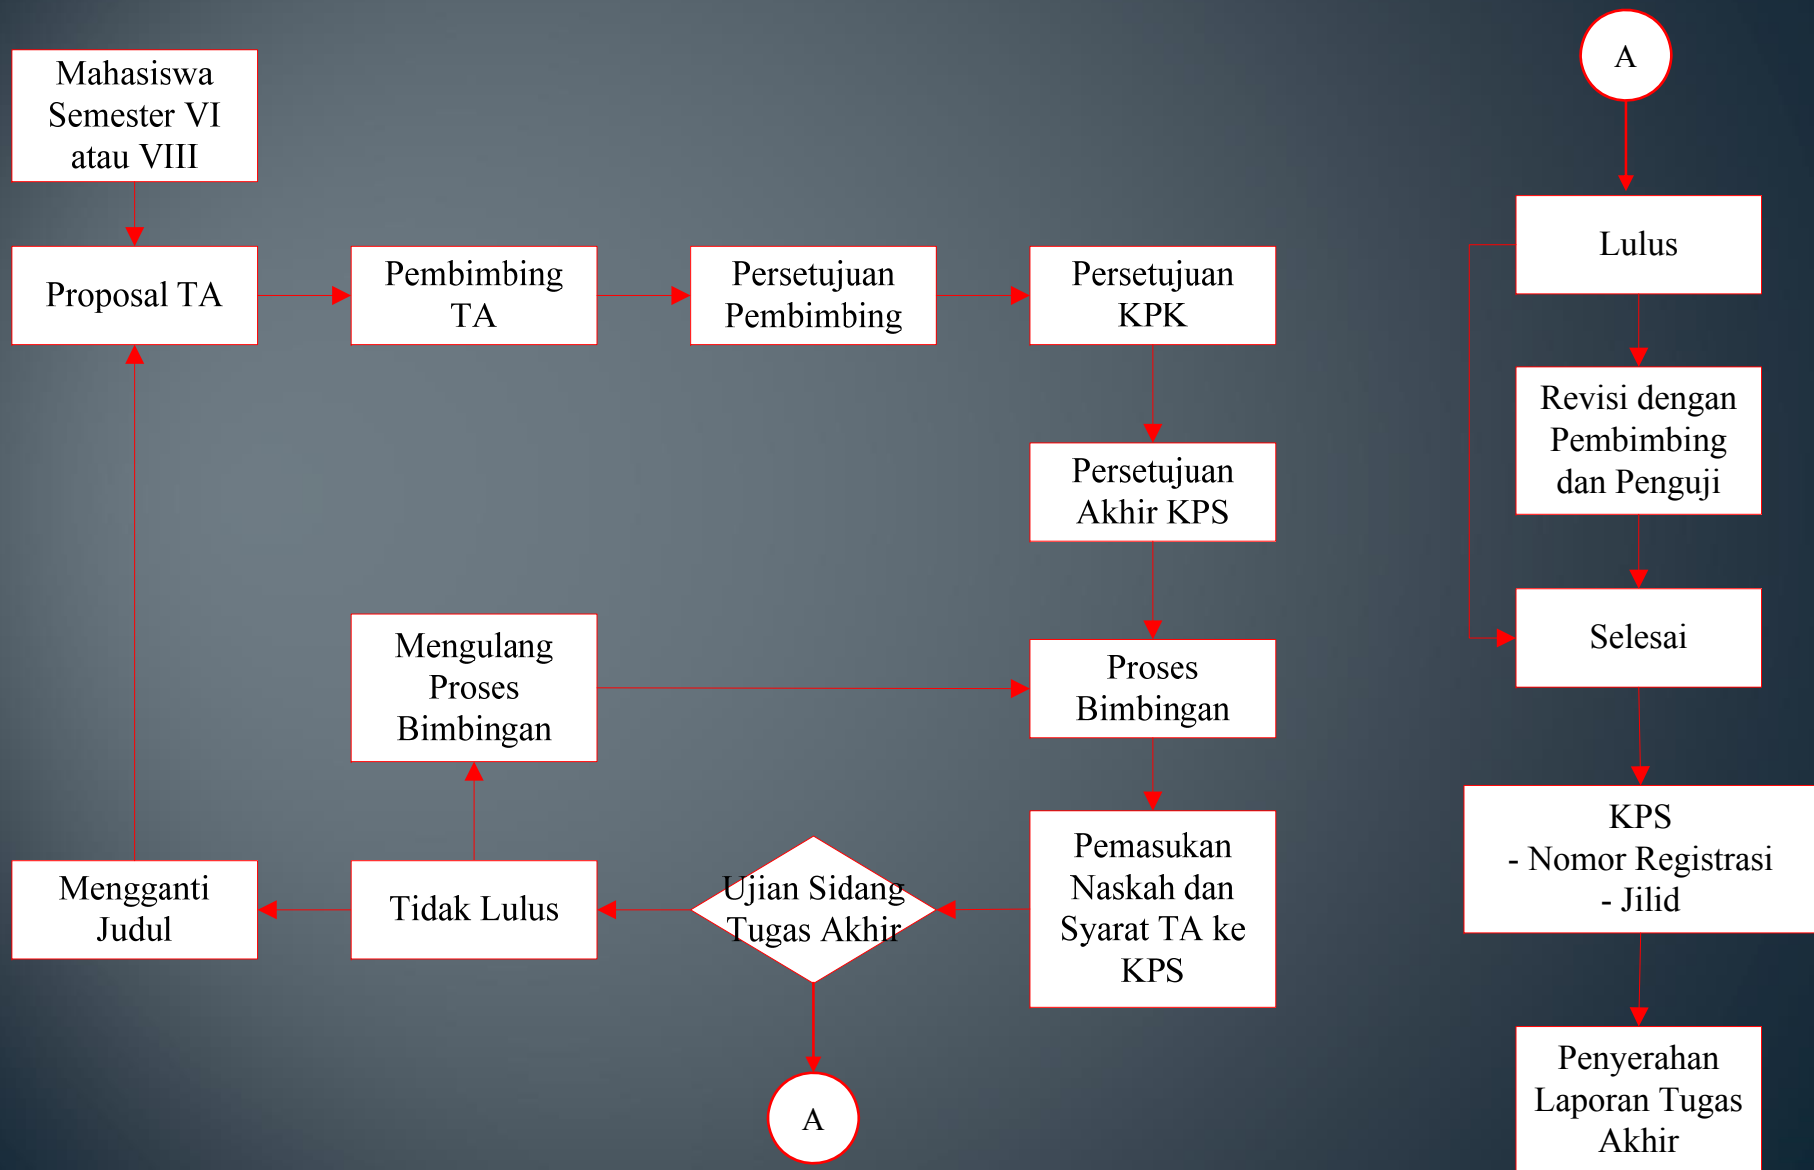 Mahasiswa
Semester VI
atau VIII
Proposal TA
Pembimbing
TA
Persetujuan
Pembimbing
Persetujuan
KPK
Persetujuan
Akhir KPS
Mengulang
Proses
Bimbingan
Proses
Bimbingan
Mengganti
Judul
Tidak Lulus
Ujian Sidang
Tugas Akhir
Pemasukan
Naskah dan
Syarat TA ke
KPS
A
A
Lulus
Revisi dengan
Pembimbing
dan Penguji
Selesai
KPS
- Nomor Registrasi
- Jilid
Penyerahan
Laporan Tugas
Akhir